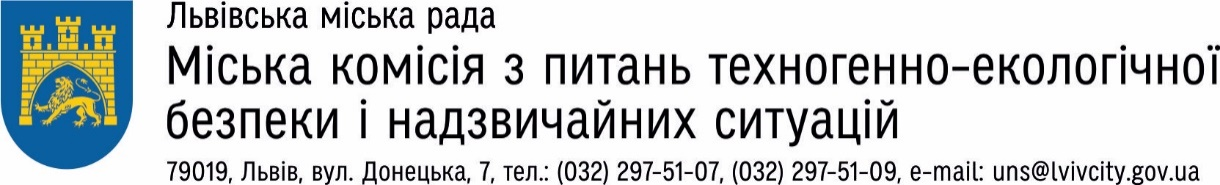 Львівська міська рада
Міська комісія з питань техногенно-екологічної
безпеки і надзвичайних ситуацій
79019, Львів, вул. Донецька, 7, тел.: (032) 297-51-07, (032) 297-51-09, e-mail: uns@lvivcity.gov.ua